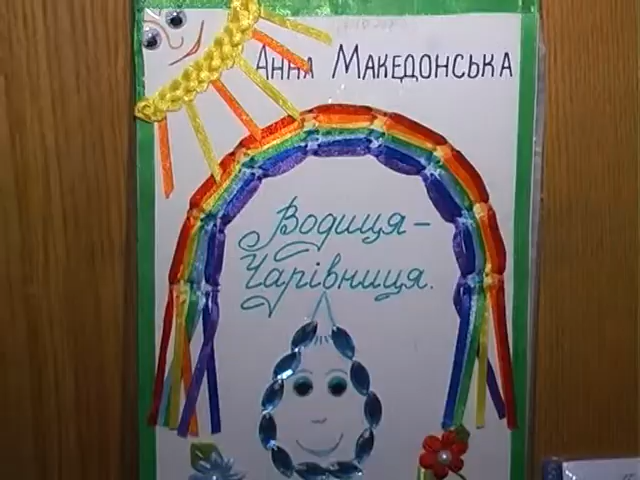 Анна Македонська
Водиця–
Чарівниця.